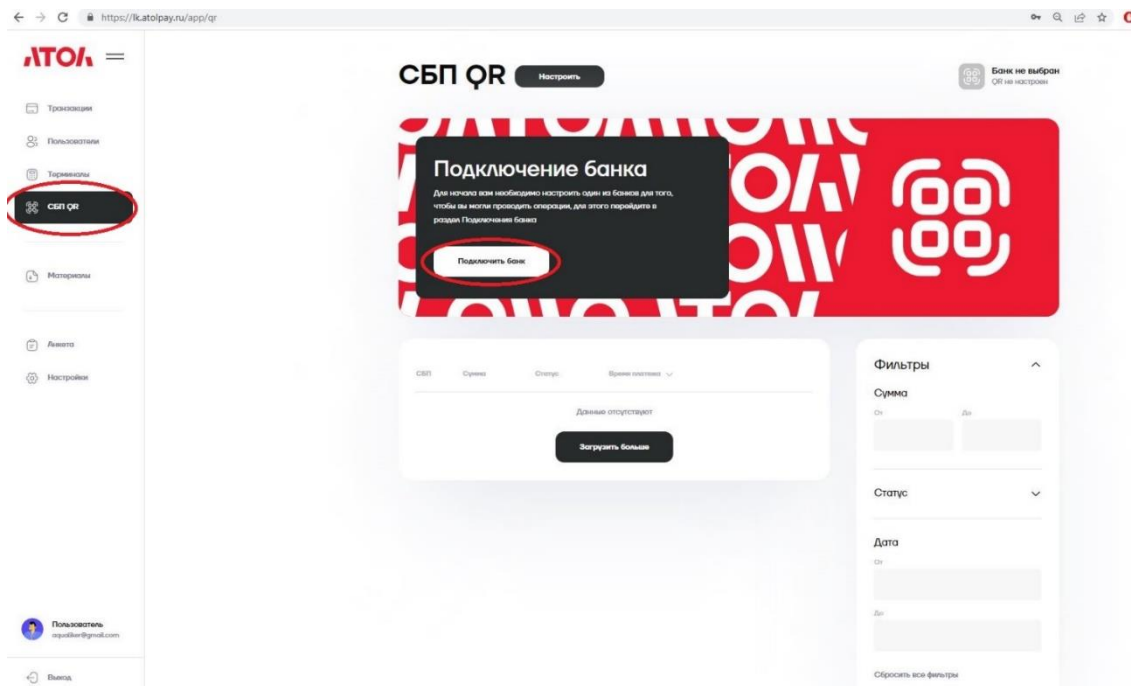 https://lk.atolpay.ru/app/qr
АТОЛ
Транзакции
Пользователи
Терминалы
СБП QR
Материалы
Анкета
Настройки
Пользователь
Выход
СБП QR
Настроить
Банк не выбран
QR не настроен
Подключение банка
Для начала вам необходимо настроить один из банков для того,
чтобы вы могли проводить операции, для этого перейдите в
раздел Подключения банка
Подключить банк
СБП Сумма Статус Время платежа
Данные отсутствуют
Загрузить больше
Фильтры
Сумма
От До
Статус
Дата
От
До
Сбросить все фильтры